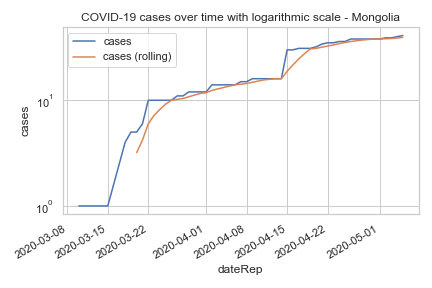 COVID-19 cases over time with logarithmic scale - Mongolia
cases
cases (rolling)
cases
10¹
10⁰
2020-03-08
2020-03-15
2020-03-22
2020-04-01
2020-04-08
2020-04-15
2020-04-22
2020-05-01
dateRep